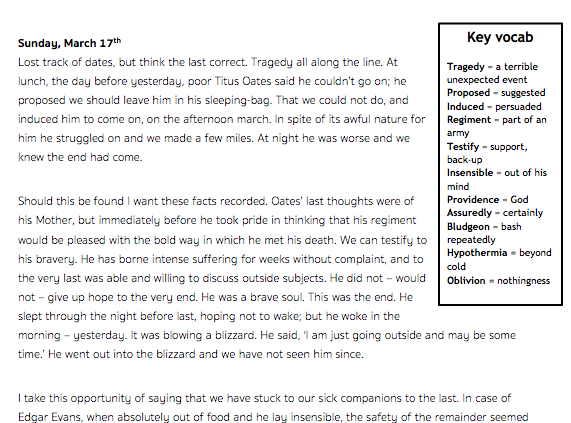 Sunday, March 17th
Lost track of dates, but think the last correct. Tragedy all along the line. At
lunch, the day before yesterday, poor Titus Oates said he couldn't go on; he
proposed we should leave him in his sleeping-bag. That we could not do, and
induced him to come on, on the afternoon march. In spite of its awful nature for
him he struggled on and we made a few miles. At night he was worse and we
knew the end had come.
Should this be found I want these facts recorded. Oates' last thoughts were of
his Mother, but immediately before he took pride in thinking that his regiment
would be pleased with the bold way in which he met his death. We can testify to
his bravery. He has borne intense suffering for weeks without complaint, and to
the very last was able and willing to discuss outside subjects. He did not – would
not – give up hope to the very end. He was a brave soul. This was the end. He
slept through the night before last, hoping not to wake; but he woke in the
morning – yesterday. It was blowing a blizzard. He said, 'I am just going outside and may be some
time.' He went out into the blizzard and we have not seen him since.
I take this opportunity of saying that we have stuck to our sick companions to the last. In case of
Edgar Evans, when absolutely out of food and he lay insensible, the safety of the remainder seemed
Key vocab
Tragedy – a terrible
unexpected event
Proposed – suggested
Induced – persuaded
Regiment – part of an
army
Testify – support,
back-up
Insensible – out of his
mind
Providence – God
Assuredly – certainly
Bludgeon – bash
repeatedly
Hypothermia – beyond
cold
Oblivion – nothingness